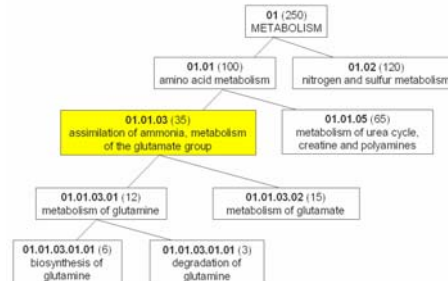 01 (250)
METABOLISM
01.01 (100)
amino acid metabolism
01.02 (120)
nitrogen and sulfur metabolism
01.01.03 (35)
assimilation of ammonia, metabolism
of the glutamate group
01.01.05 (65)
metabolism of urea cycle,
creatine and polyamines
01.01.03.01 (12)
metabolism of glutamine
01.01.03.02 (15)
metabolism of glutamate
01.01.03.01.01 (6)
biosynthesis of
glutamine
01.01.03.01.01 (3)
degradation of
glutamine